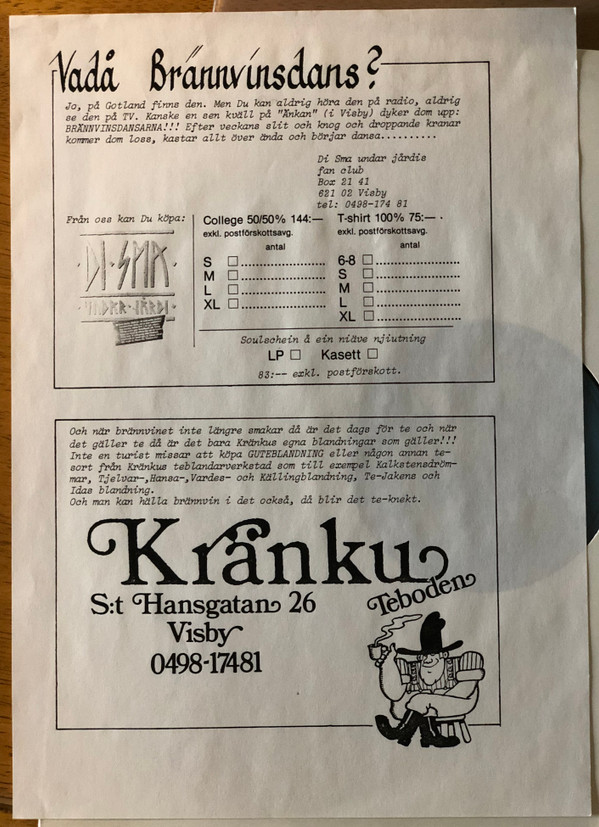 Vadå Brännvinsdans?
Jo, på Gotland finns den. Men Du kan aldrig höra den på radio, aldrig
se den på TV. Kanske en sen kväll på "Änkan" (i Visby) dyker dom upp:
BRÄNNVINSDANSARNA!!! Efter veckans slit och knog och droppande kranar
kommer dom loss, kastar allt över ända och börjar dansa..........
Di Sma undar jårdis
fan club
Box 21 41
621 02 Visby
tel: 0498-174 81
Från oss kan Du köpa:
DI·SMA·
·UNDAR·JÅRDI·
College 50/50% 144:—
exkl. postförskottsavg.
antal
S □ ........................
M □ ........................
L □ ........................
XL □ ........................
T-shirt 100% 75:—
exkl. postförskottsavg.
antal
6-8 □ ........................
S □ ........................
M □ ........................
L □ ........................
XL □ ........................
Soulschein å ein niäve njiutning
LP □ Kasett □
83:-- exkl. postförskott.
Och när brännvinet inte längre smakar då är det dags för te och när
det gäller te då är det bara Kränkus egna blandningar som gäller!!!
Inte en turist missar att köpa GUTEBLANDNING eller någon annan te-
sort från Kränkus teblandarverkstad som till exempel Kalkstensdröm-
mar, Tjelvar-,Hansa-,Vardes- och Källingblandning, Te-Jakens och
Idas blandning.
Och man kan hälla brännvin i det också, då blir det te-knekt.
Kränku
Teboden
S:t Hansgatan 26
Visby
0498-17481